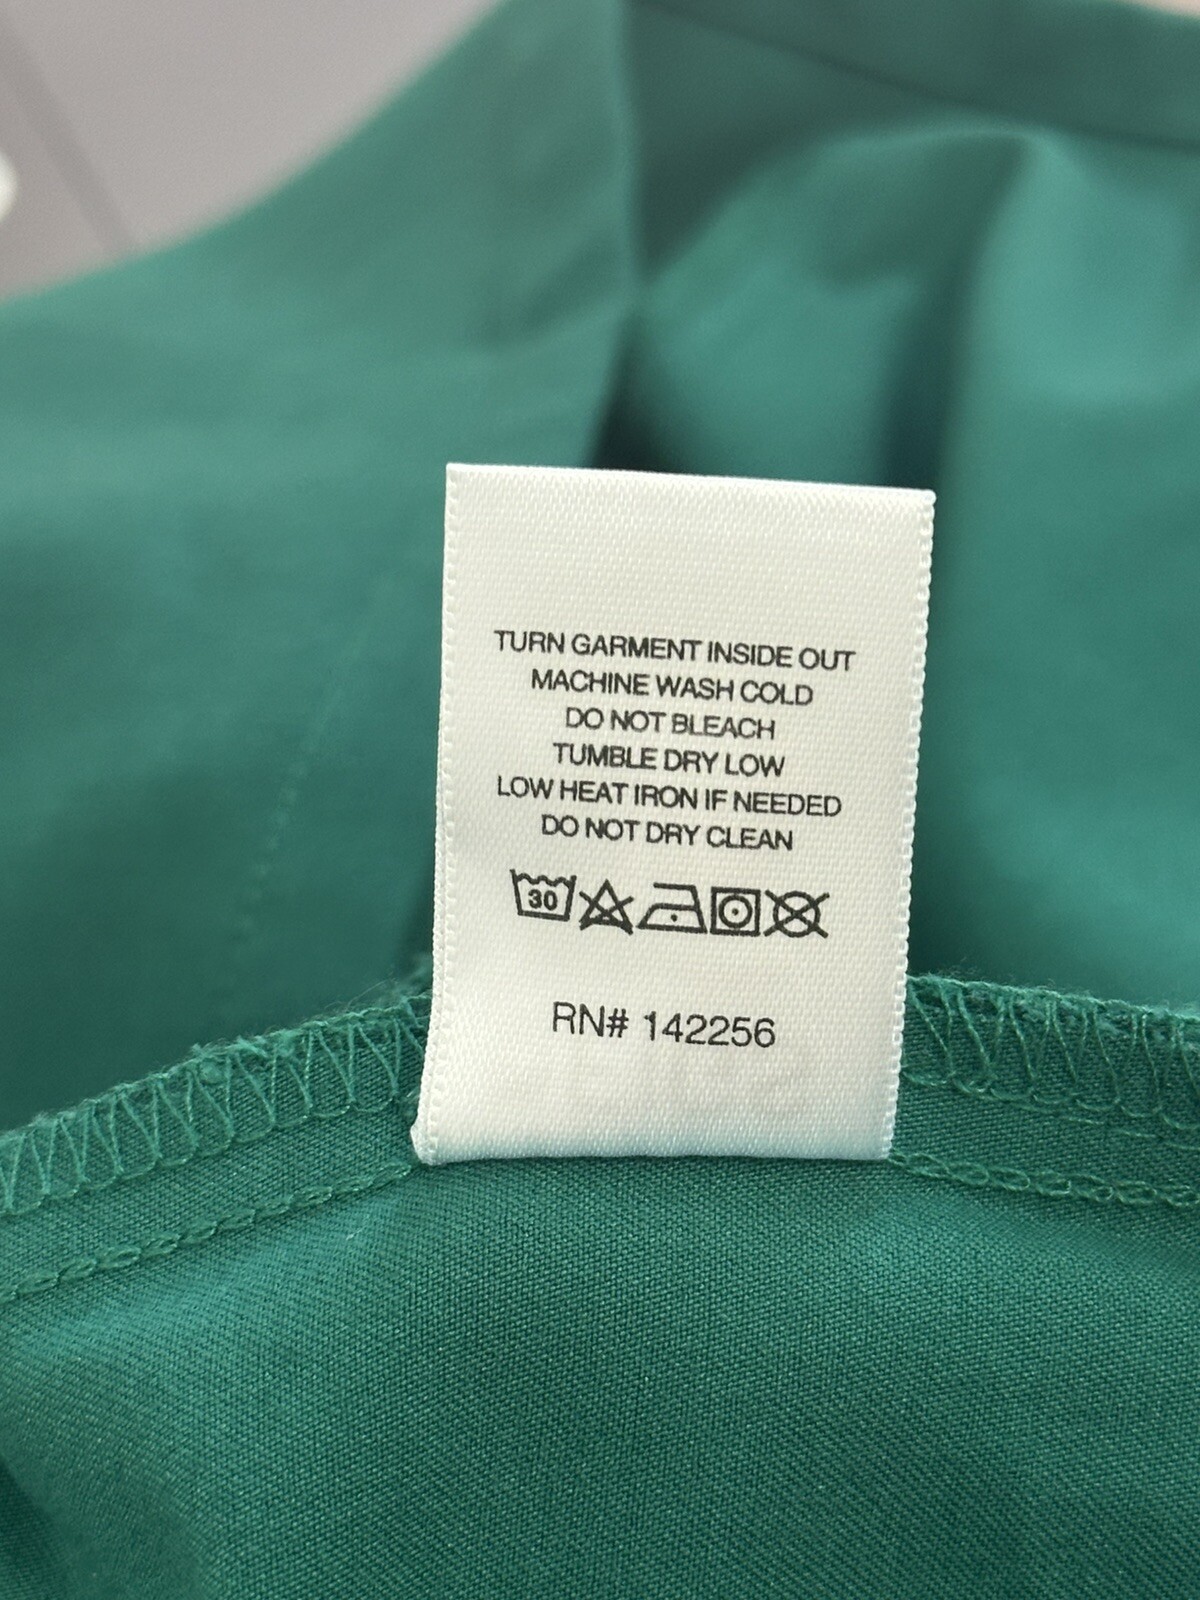 TURN GARMENT INSIDE OUT
MACHINE WASH COLD
DO NOT BLEACH
TUMBLE DRY LOW
LOW HEAT IRON IF NEEDED
DO NOT DRY CLEAN
30
RN# 142256